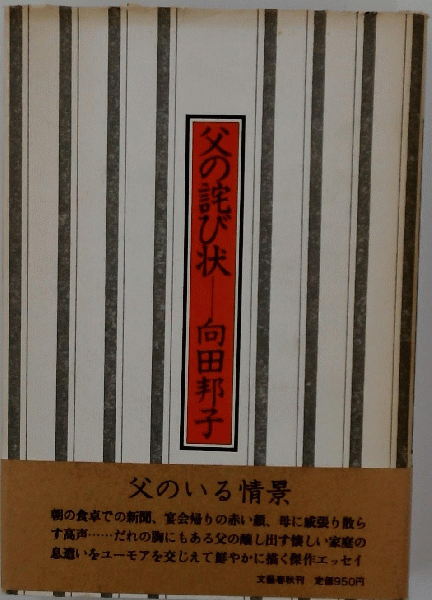 父の詫び状――向田邦子
父のいる情景
朝の食卓での新聞、宴会帰りの赤い顔、母に威張り散ら
す高声……だれの胸にもある父の醸し出す懐しい家庭の
息遣いをユーモアを交じえて鮮やかに描く傑作エッセイ
文藝春秋刊 定価950円